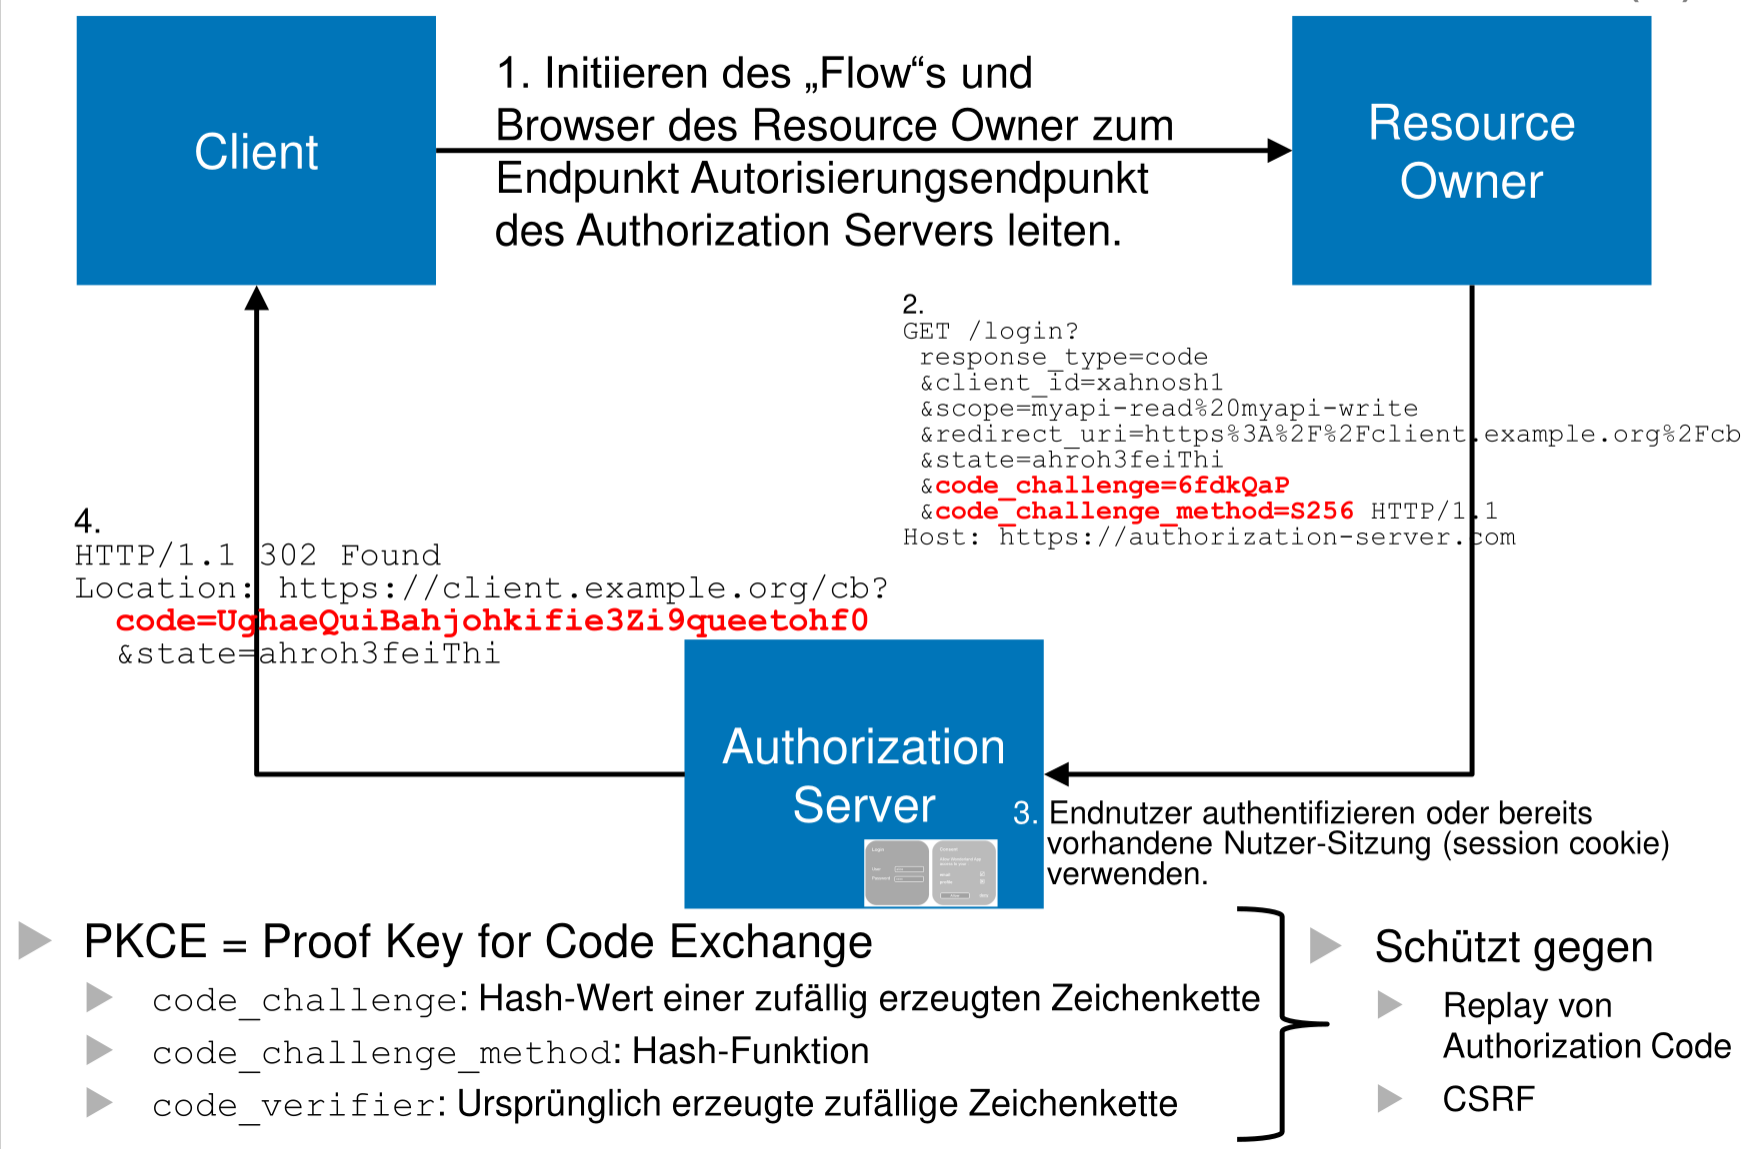 Client
1. Initiieren des „Flow“s und
Browser des Resource Owner zum
Endpunkt Autorisierungsendpunkt
des Authorization Servers leiten.
Resource
Owner
2.
GET /login?
response_type=code
&client_id=xahnosh1
&scope=myapi-read%20myapi-write
&redirect_uri=https%3A%2F%2Fclient.example.org%2Fcb
&state=ahroh3feiThi
&code_challenge=6fdkQaP
&code_challenge_method=S256 HTTP/1.1
Host: https://authorization-server.com
4.
HTTP/1.1 302 Found
Location: https://client.example.org/cb?
code=UghaeQuiBahjohkifie3Zi9queetohf0
&state=ahroh3feiThi
Authorization
Server
3. Endnutzer authentifizieren oder bereits
vorhandene Nutzer-Sitzung (session cookie)
verwenden.
Login
User
Password
Consent
PKCE = Proof Key for Code Exchange
code_challenge: Hash-Wert einer zufällig erzeugten Zeichenkette
code_challenge_method: Hash-Funktion
code_verifier: Ursprünglich erzeugte zufällige Zeichenkette
Schützt gegen
Replay von
Authorization Code
CSRF